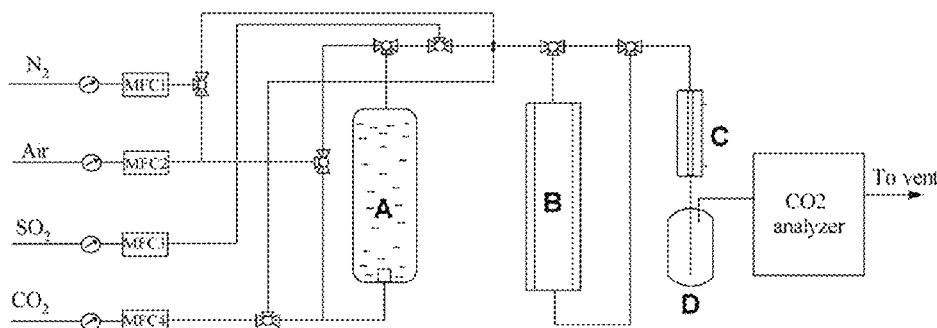 N2
MFC1
Air
MFC2
SO2
MFC3
CO2
MFC4
A
B
C
D
CO2
analyzer
To vent